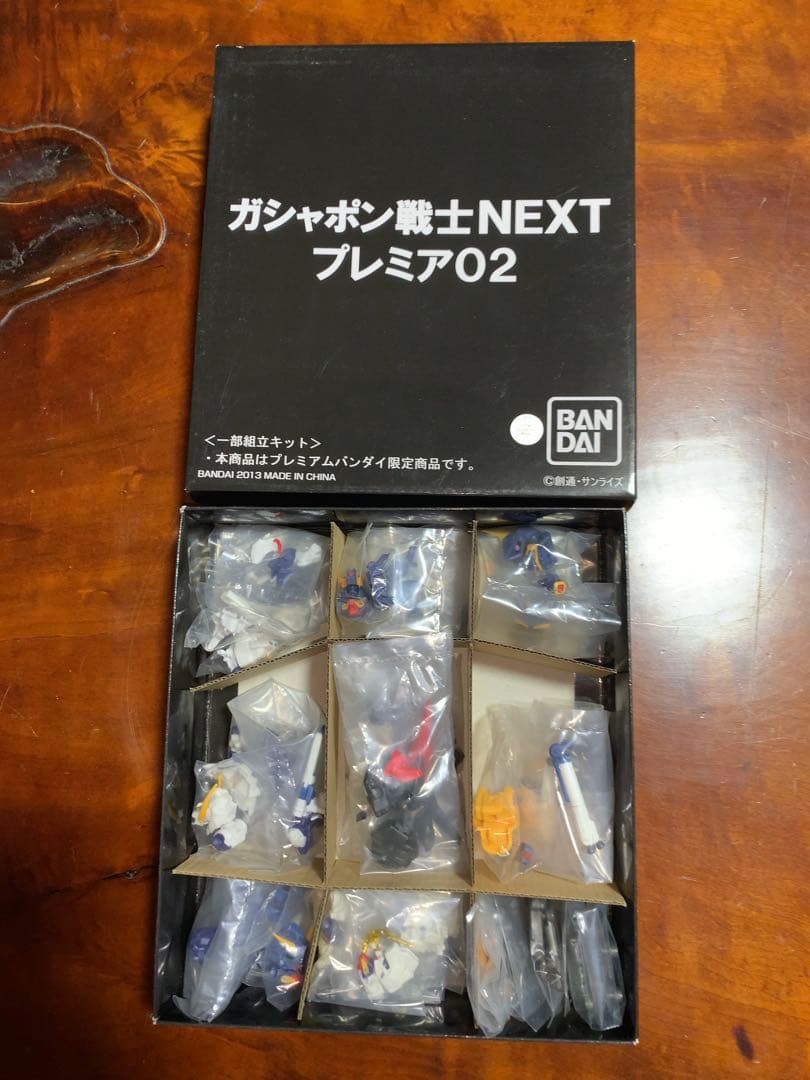 ガシャポン戦士NEXT
プレミア02
<一部組立キット>
・本商品はプレミアムバンダイ限定商品です。
BANDAI 2013 MADE IN CHINA
BAN
DAI
©創通・サンライズ